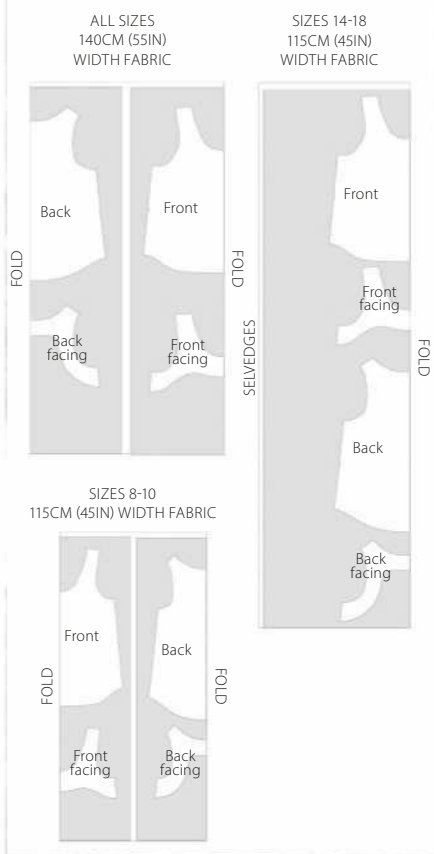 ALL SIZES
140CM (55IN)
WIDTH FABRIC
Back
Front
FOLD
FOLD
Back
facing
Front
facing
SIZES 14-18
115CM (45IN)
WIDTH FABRIC
Front
Front
facing
SELVEDGES
FOLD
Back
Back
facing
SIZES 8-10
115CM (45IN) WIDTH FABRIC
Front
Back
FOLD
FOLD
Front
facing
Back
facing